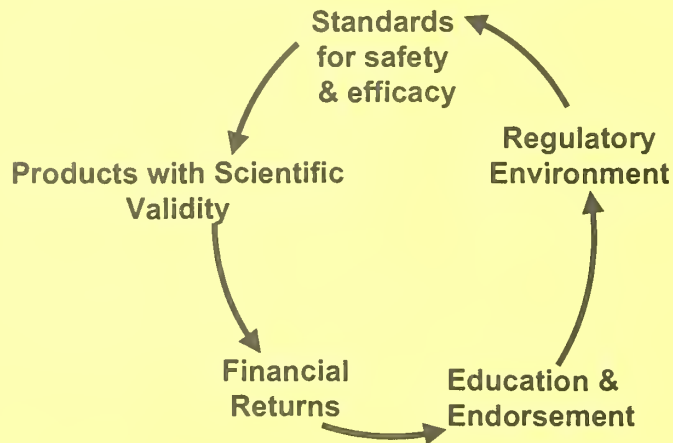 Standards
for safety
& efficacy
Regulatory
Environment
Products with Scientific
Validity
Financial
Returns
Education &
Endorsement